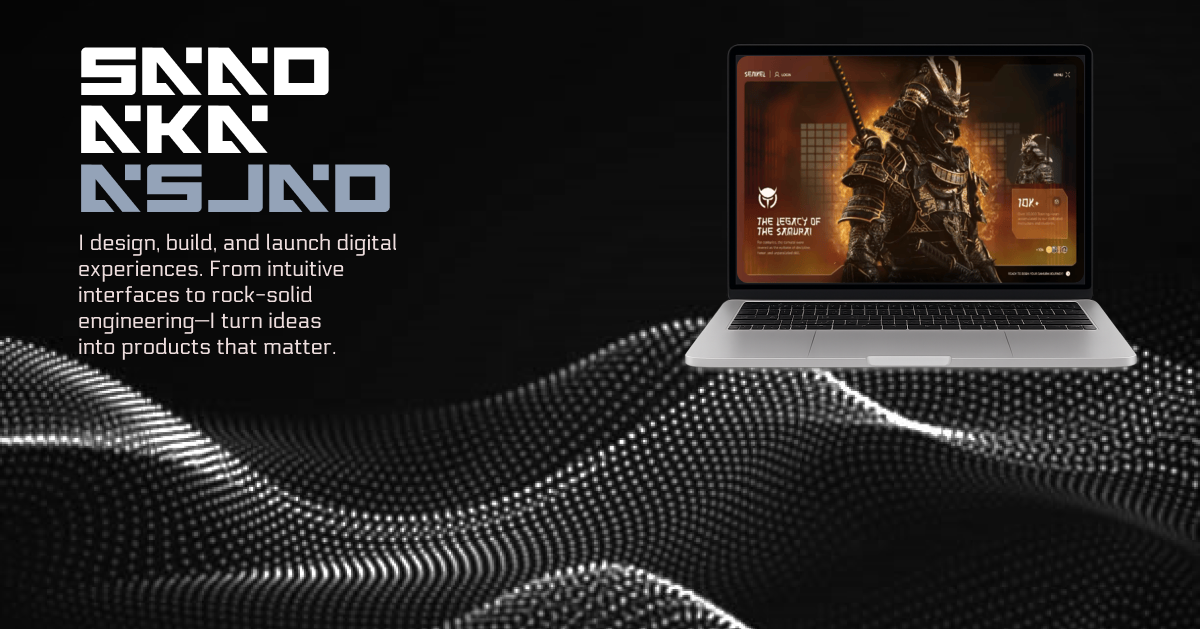 SAAD
AKA
ASJAD
I design, build, and launch digital
experiences. From intuitive
interfaces to rock-solid
engineering—I turn ideas
into products that matter.
LOGIN
MENU
THE LEGACY OF
THE SAMURAI
10K+